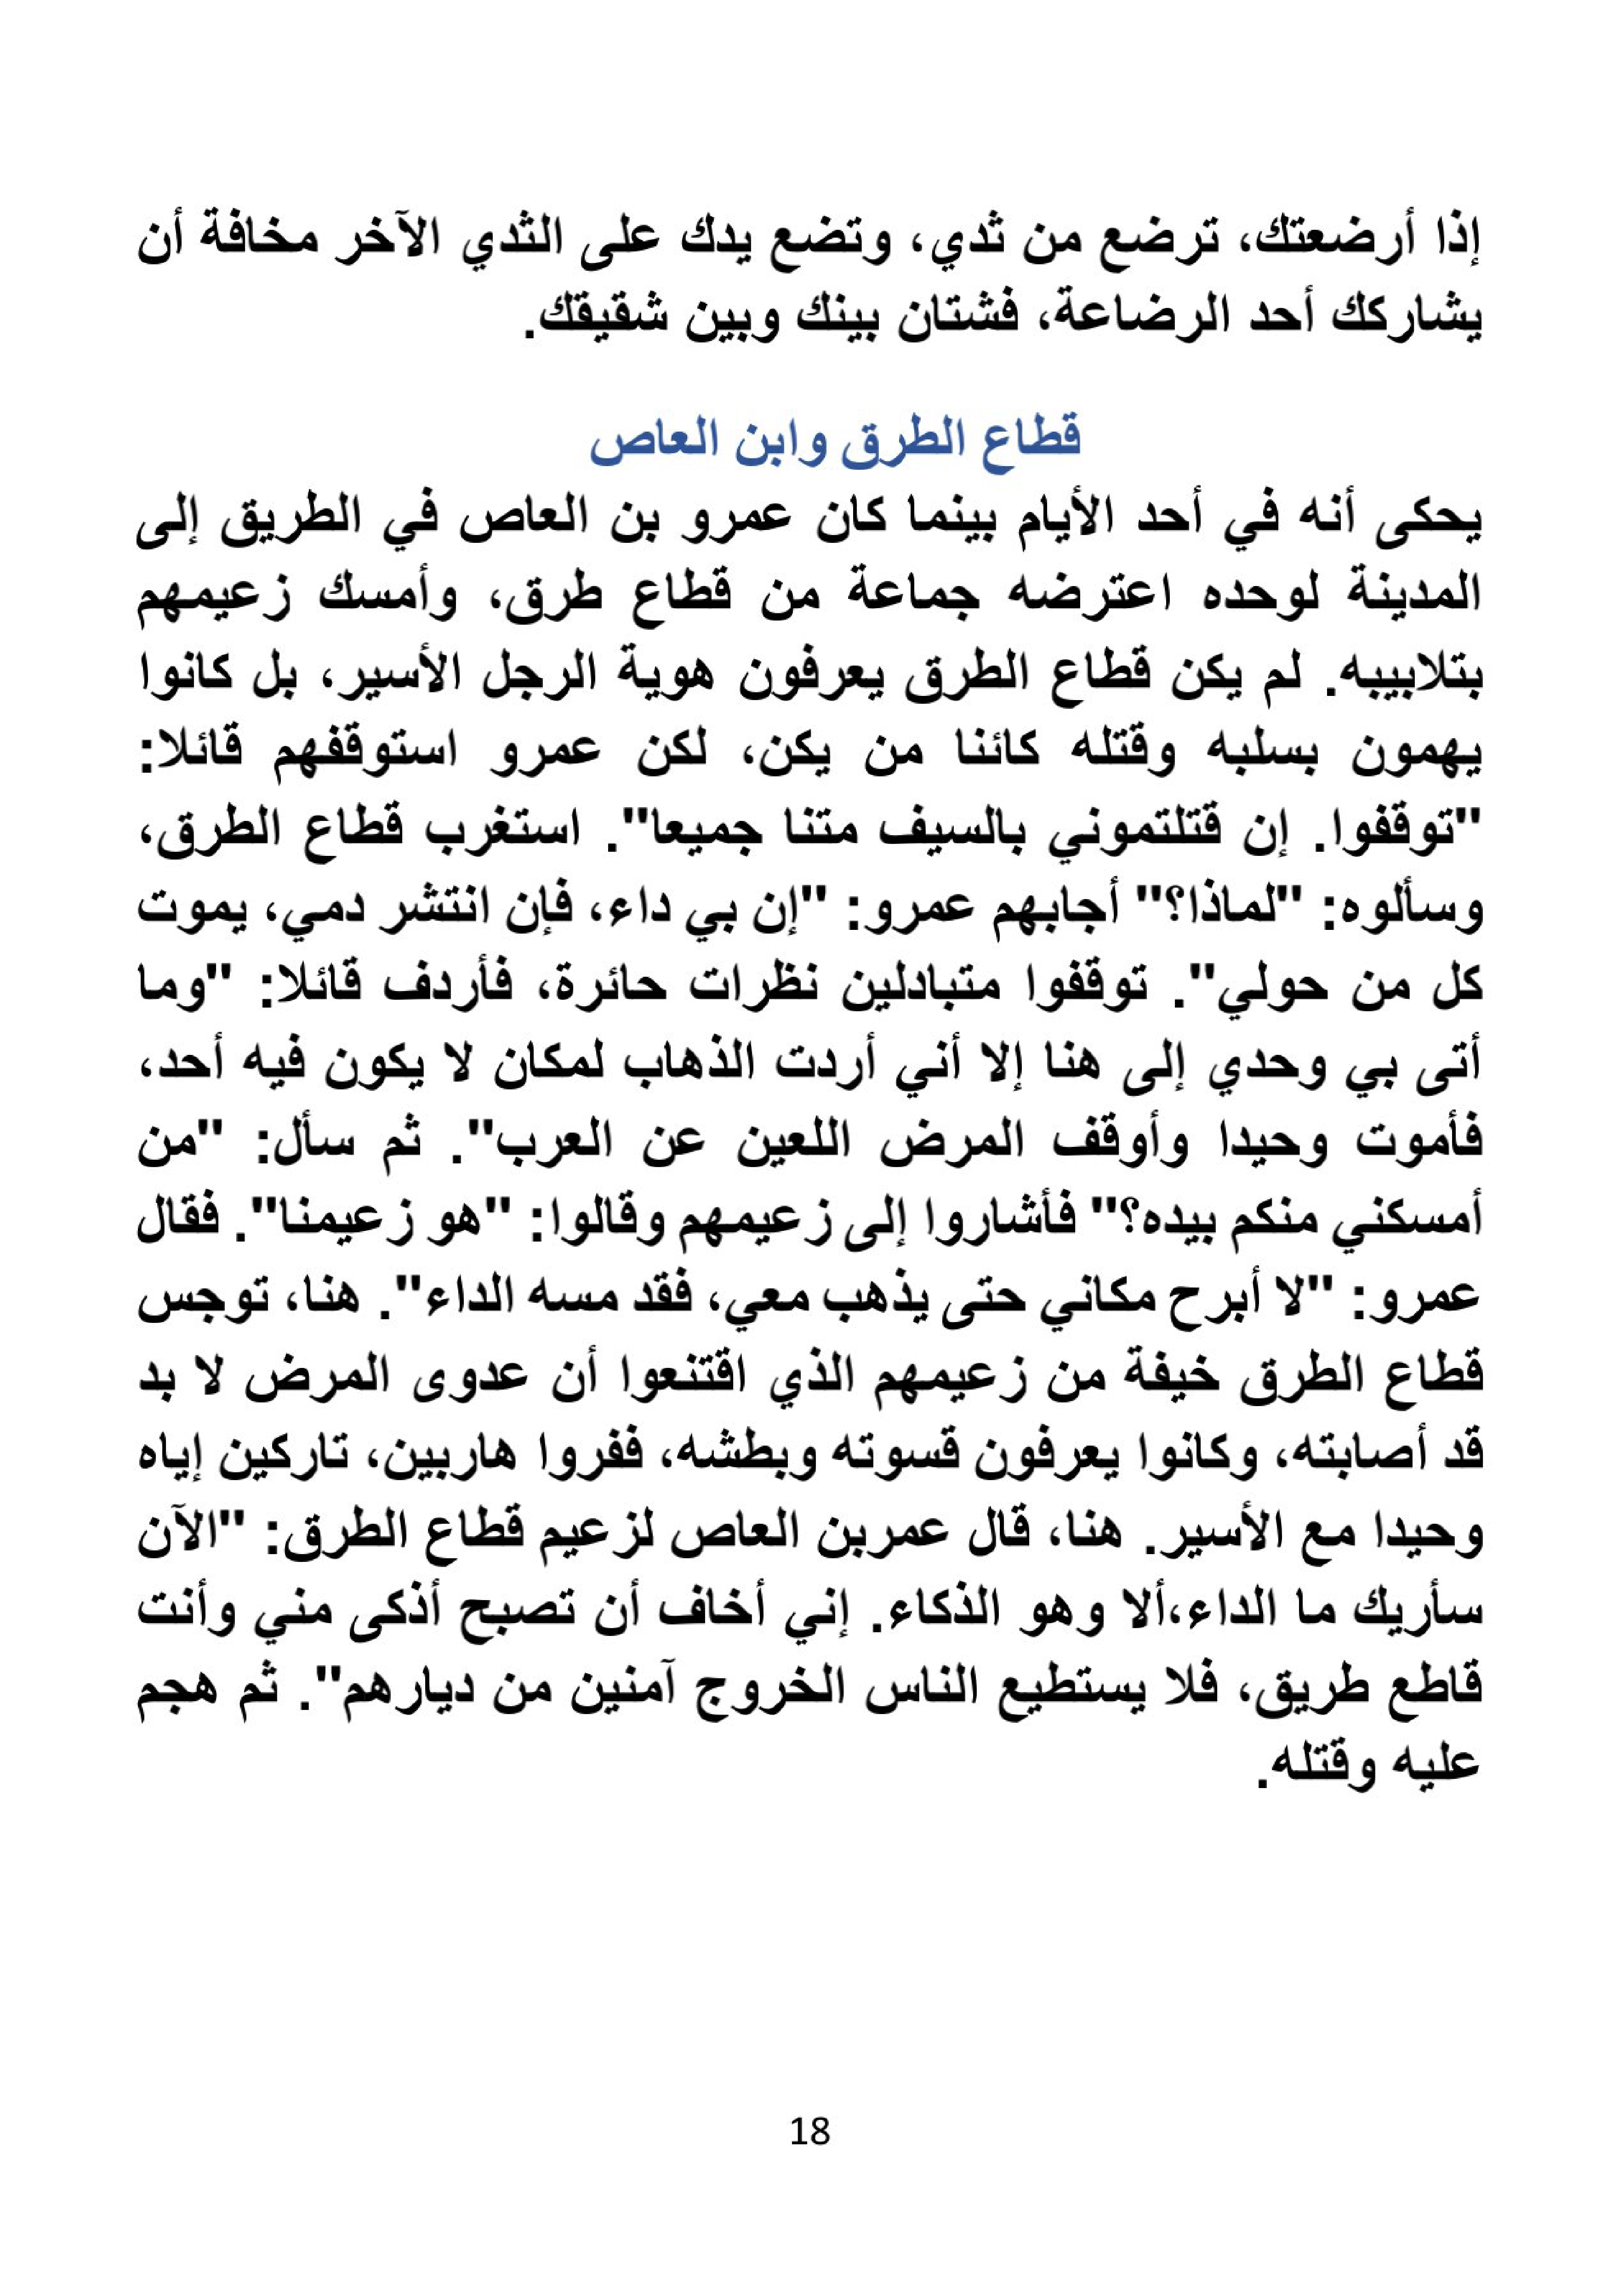 إذا أرضعتك، ترضع من ثدي، وتضع يدك على الثدي الآخر مخافة أن
يشاركك أحد الرضاعة، فشتان بينك وبين شقيقك.
قطاع الطرق وابن العاص
يحكى أنه في أحد الأيام بينما كان عمرو بن العاص في الطريق إلى
المدينة لوحده اعترضه جماعة من قطاع طرق، وأمسك زعيمهم
بتلابيبه. لم يكن قطاع الطرق يعرفون هوية الرجل الأسير، بل كانوا
يهمون بسلبه وقتله كائنا من يكن، لكن عمرو استوقفهم قائلا:
"توقفوا. إن قتلتموني بالسيف متنا جميعا". استغرب قطاع الطرق،
وسألوه: "لماذا؟" أجابهم عمرو: "إن بي داء، فإن انتشر دمي، يموت
كل من حولي". توقفوا متبادلين نظرات حائرة، فأردف قائلا: "وما
أتى بي وحدي إلى هنا إلا أني أردت الذهاب لمكان لا يكون فيه أحد،
فأموت وحيدا وأوقف المرض اللعين عن العرب". ثم سأل: "من
أمسكني منكم بيده؟" فأشاروا إلى زعيمهم وقالوا: "هو زعيمنا". فقال
عمرو: "لا أبرح مكاني حتى يذهب معي، فقد مسه الداء". هنا، توجس
قطاع الطرق خيفة من زعيمهم الذي اقتنعوا أن عدوى المرض لا بد
قد أصابته، وكانوا يعرفون قسوته وبطشه، ففروا هاربين، تاركين إياه
وحيدا مع الأسير. هنا، قال عمربن العاص لزعيم قطاع الطرق: "الآن
سأريك ما الداء،ألا وهو الذكاء. إني أخاف أن تصبح أذكى مني وأنت
قاطع طريق، فلا يستطيع الناس الخروج آمنين من ديارهم". ثم هجم
عليه وقتله.
18